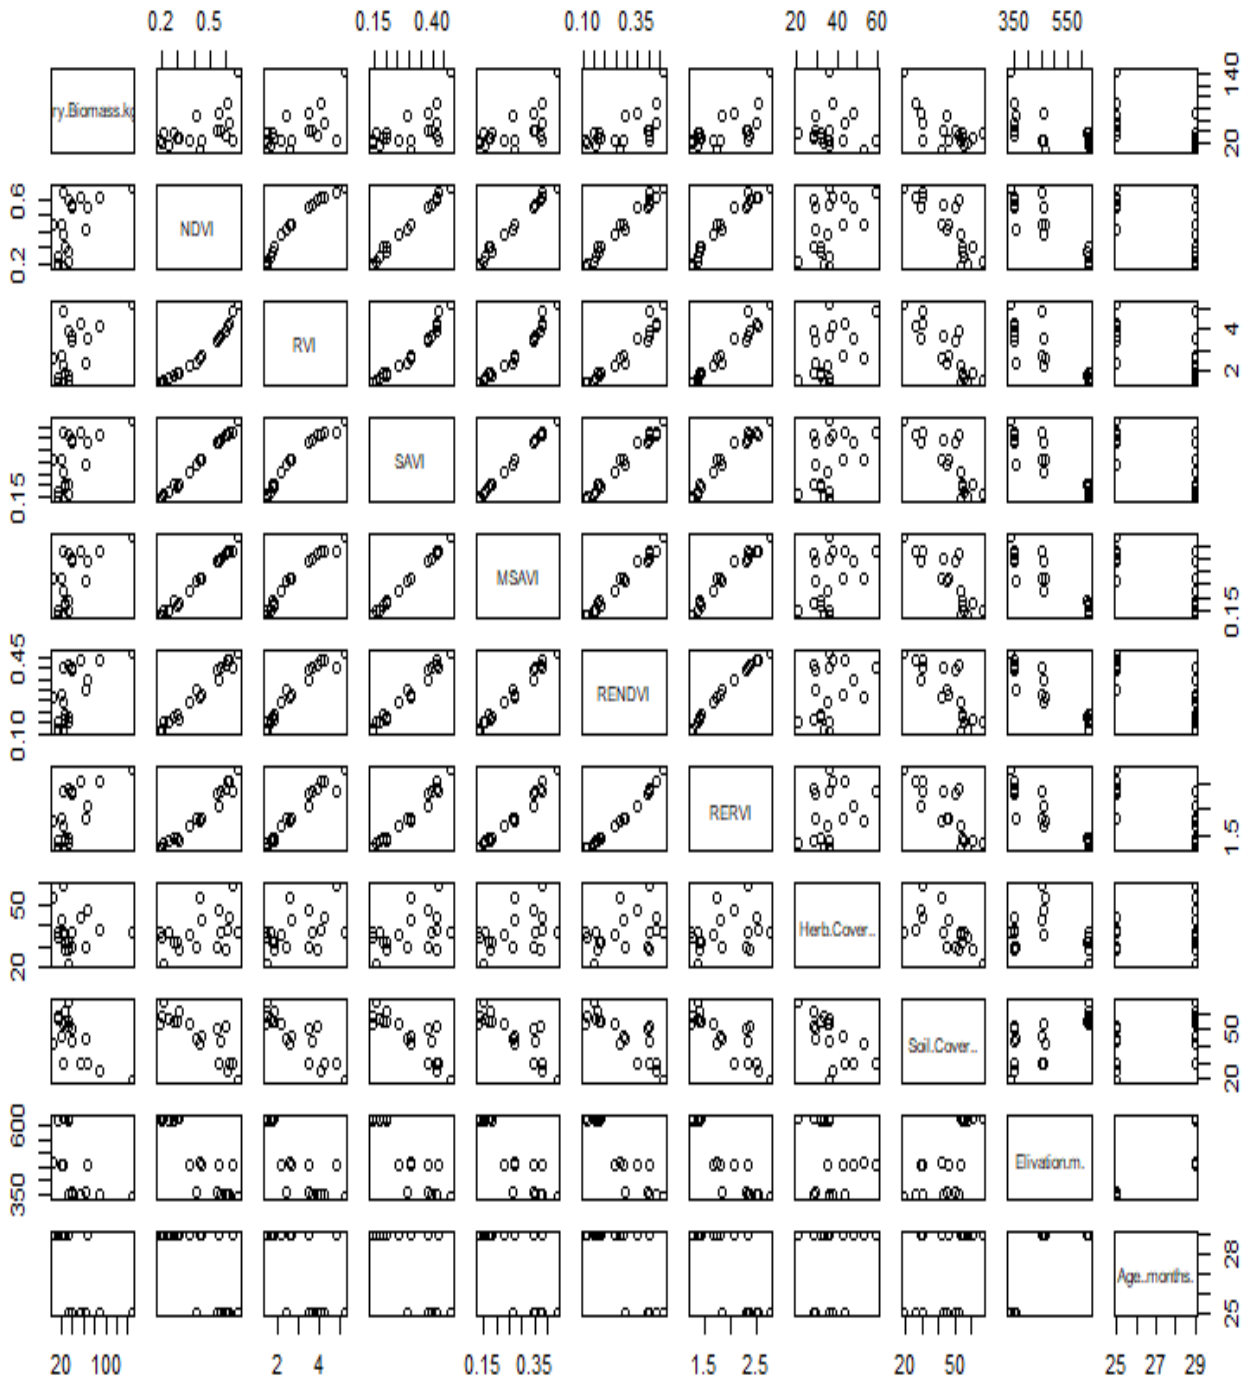 0.2 0.5 0.15 0.40 0.10 0.35 20 40 60 350 550
ry.Biomass.kg
20 140
NDVI
0.2 0.6
RVI
2 4
SAVI
0.15
MSAVI
0.15
RENDVI
0.10 0.45
RERVI
1.5
Herb.Cover..
20 50
Soil.Cover..
20 50
Elivation.m.
350 600
Age..months.
25 28
20 100 2 4 0.15 0.35 1.5 2.5 20 50 25 27 29